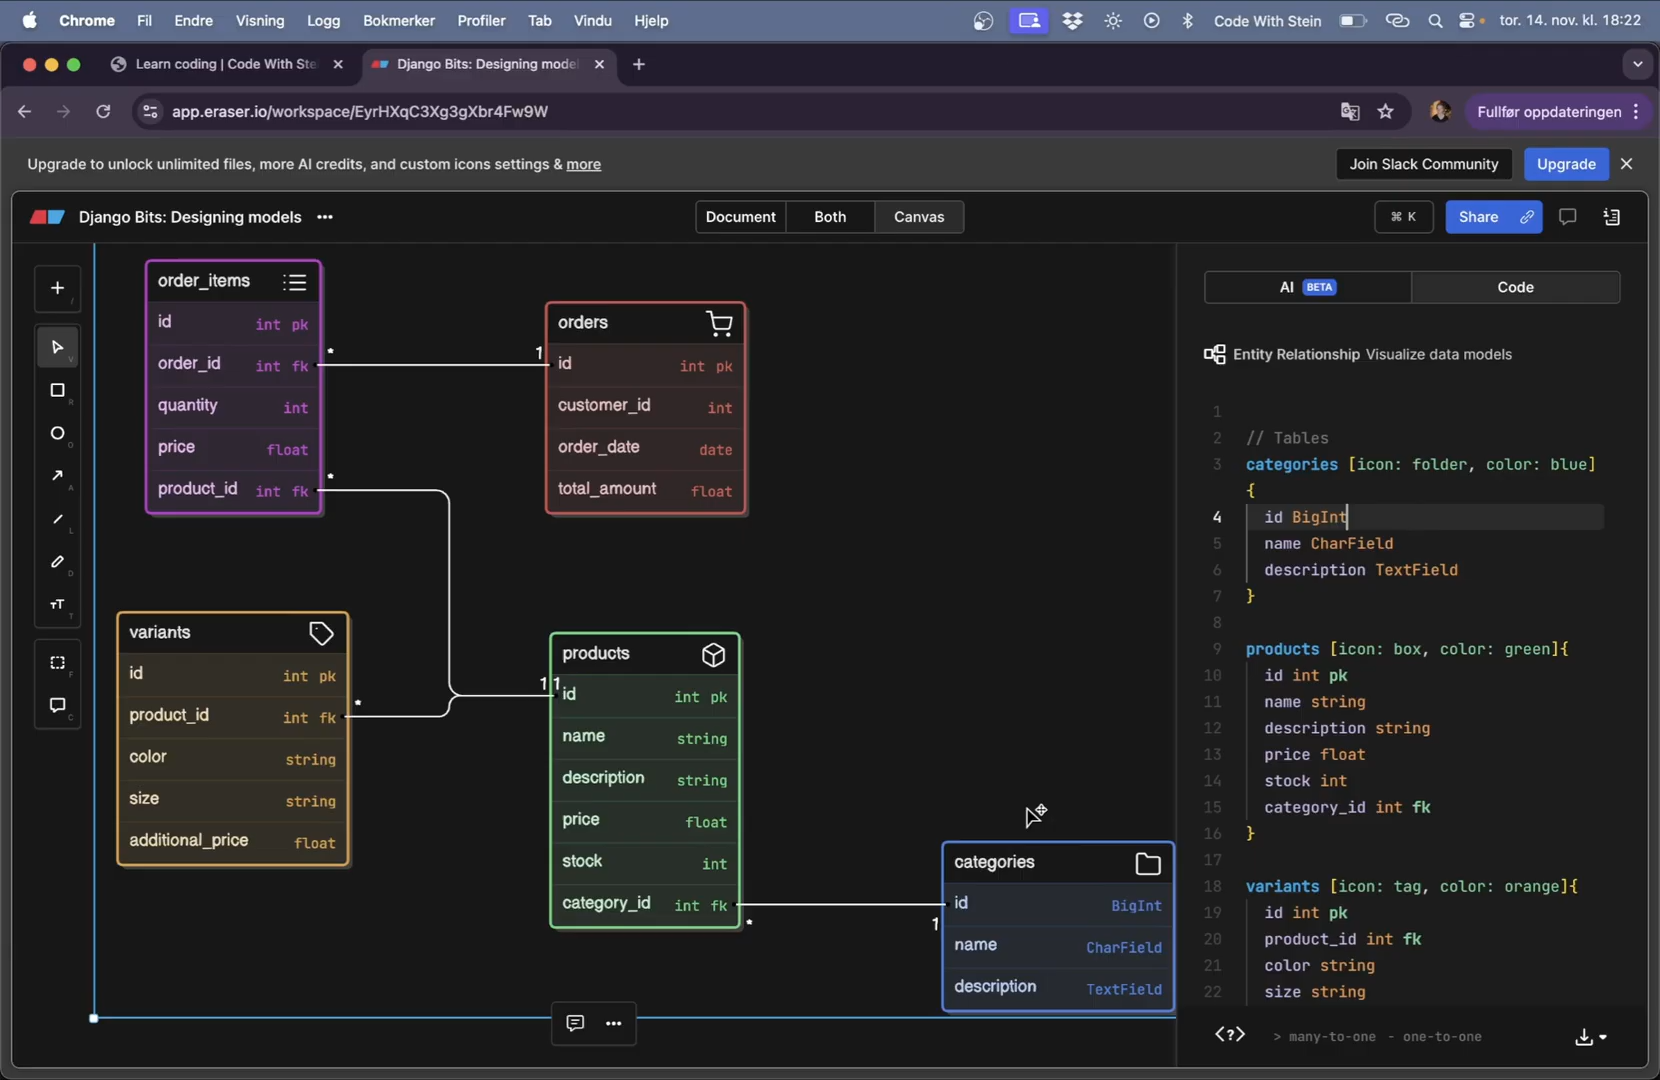 Chrome Fil Endre Visning Logg Bokmerker Profiler Tab Vindu Hjelp Code With Stein tor. 14. nov. kl. 18:22
Learn coding | Code With Ste Django Bits: Designing mode
app.eraser.io/workspace/EyrHXqC3Xg3gXbr4Fw9W Fullfør oppdateringen
Upgrade to unlock unlimited files, more AI credits, and custom icons settings & more Join Slack Community Upgrade
Django Bits: Designing models ••• Document Both Canvas ⌘ K Share
order_items
id int pk
order_id int fk
quantity int
price float
product_id int fk
* 1
*
orders
id int pk
customer_id int
order_date date
total_amount float
variants
id int pk
product_id int fk
color string
size string
additional_price float
* 1 1
products
id int pk
name string
description string
price float
stock int
category_id int fk
* 1
categories
id BigInt
name CharField
description TextField
/
V
R
O
A
L
D
T
F
C
AI BETA Code
Entity Relationship Visualize data models
1
2 // Tables
3 categories [icon: folder, color: blue]
{
4 id BigInt
5 name CharField
6 description TextField
7 }
8
9 products [icon: box, color: green]{
10 id int pk
11 name string
12 description string
13 price float
14 stock int
15 category_id int fk
16 }
17
18 variants [icon: tag, color: orange]{
19 id int pk
20 product_id int fk
21 color string
22 size string
<?> > many-to-one - one-to-one